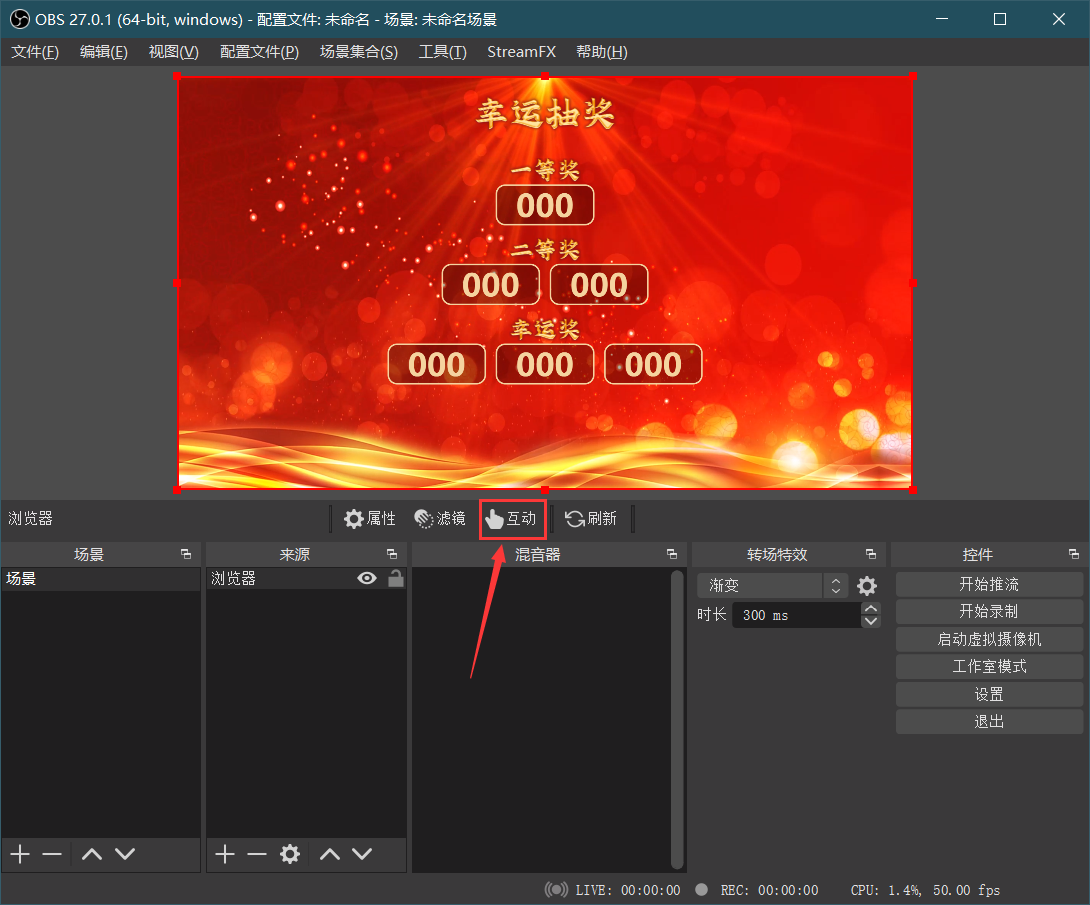 OBS 27.0.1 (64-bit, windows) - 配置文件: 未命名 - 场景: 未命名场景
文件(F) 编辑(E) 视图(V) 配置文件(P) 场景集合(S) 工具(T) StreamFX 帮助(H)
幸运抽奖
一等奖
000
二等奖
000 000
幸运奖
000 000 000
浏览器 属性 滤镜 互动 刷新
场景 来源 混音器 转场特效 控件
场景 浏览器 渐变 开始推流
时长 300 ms 开始录制
启动虚拟摄像机
工作室模式
设置
退出
LIVE: 00:00:00 REC: 00:00:00 CPU: 1.4%, 50.00 fps